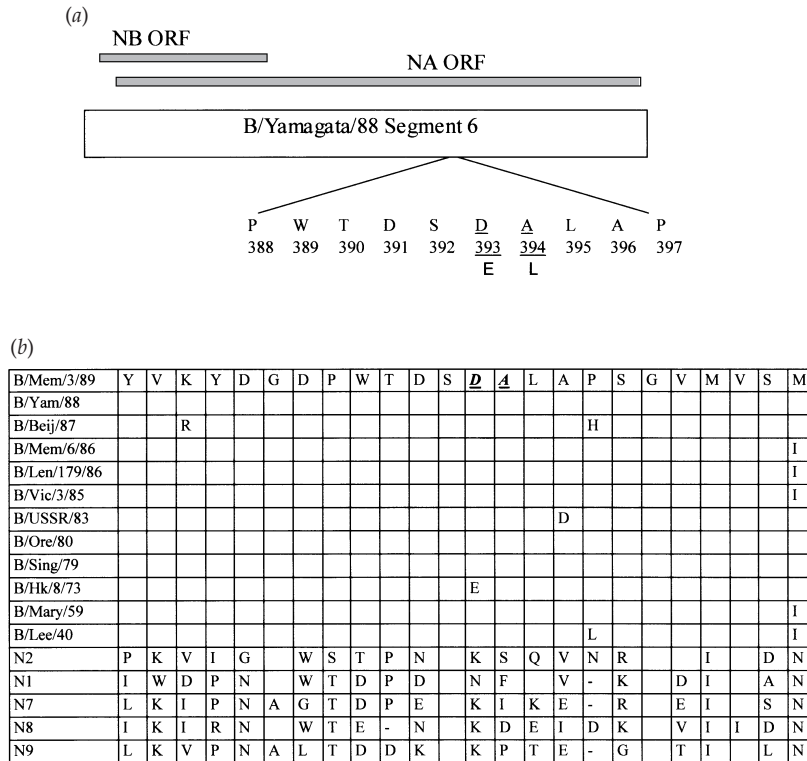 (a)
NB ORF
NA ORF
B/Yamagata/88 Segment 6
P W T D S D A L A P
388 389 390 391 392 393 394 395 396 397
E L
(b)
B/Mem/3/89 Y V K Y D G D P W T D S D A L A P S G V M V S M
B/Yam/88
B/Beij/87 R H
B/Mem/6/86 I
B/Len/179/86 I
B/Vic/3/85 I
B/USSR/83 D
B/Ore/80
B/Sing/79
B/Hk/8/73 E
B/Mary/59 I
B/Lee/40 L I
N2 P K V I G W S T P N K S Q V N R I D N
N1 I W D P N W T D P D N F V - K D I A N
N7 L K I P N A G T D P E K I K E - R E I S N
N8 I K I R N W T E - N K D E I D K V I I D N
N9 L K V P N A L T D D K K P T E - G T I L N